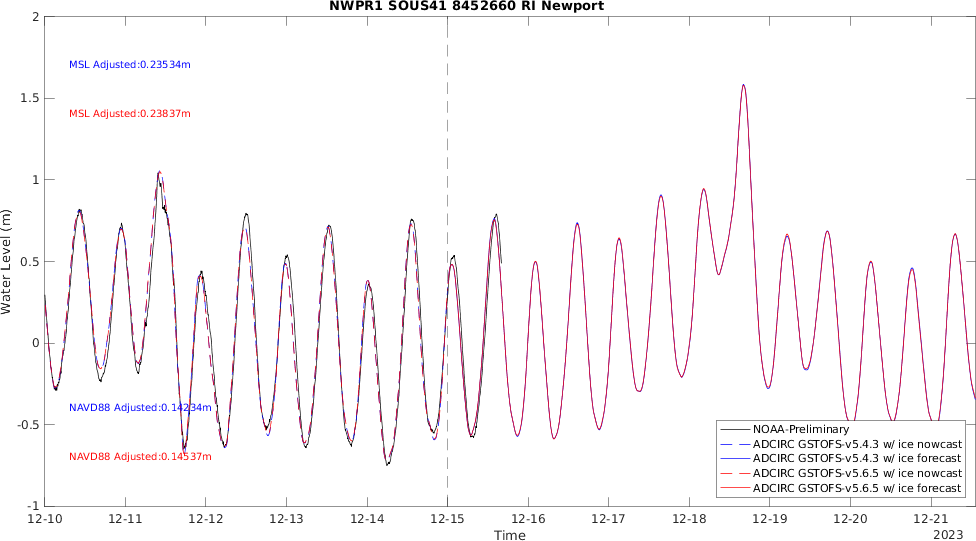 NWPR1 SOUS41 8452660 RI Newport
2
1.5
1
0.5
0
-0.5
-1
Water Level (m)
MSL Adjusted:0.23534m
MSL Adjusted:0.23837m
NAVD88 Adjusted:0.14234m
NAVD88 Adjusted:0.14537m
NOAA-Preliminary
ADCIRC GSTOFS-v5.4.3 w/ ice nowcast
ADCIRC GSTOFS-v5.4.3 w/ ice forecast
ADCIRC GSTOFS-v5.6.5 w/ ice nowcast
ADCIRC GSTOFS-v5.6.5 w/ ice forecast
12-10 12-11 12-12 12-13 12-14 12-15 12-16 12-17 12-18 12-19 12-20 12-21
Time
2023